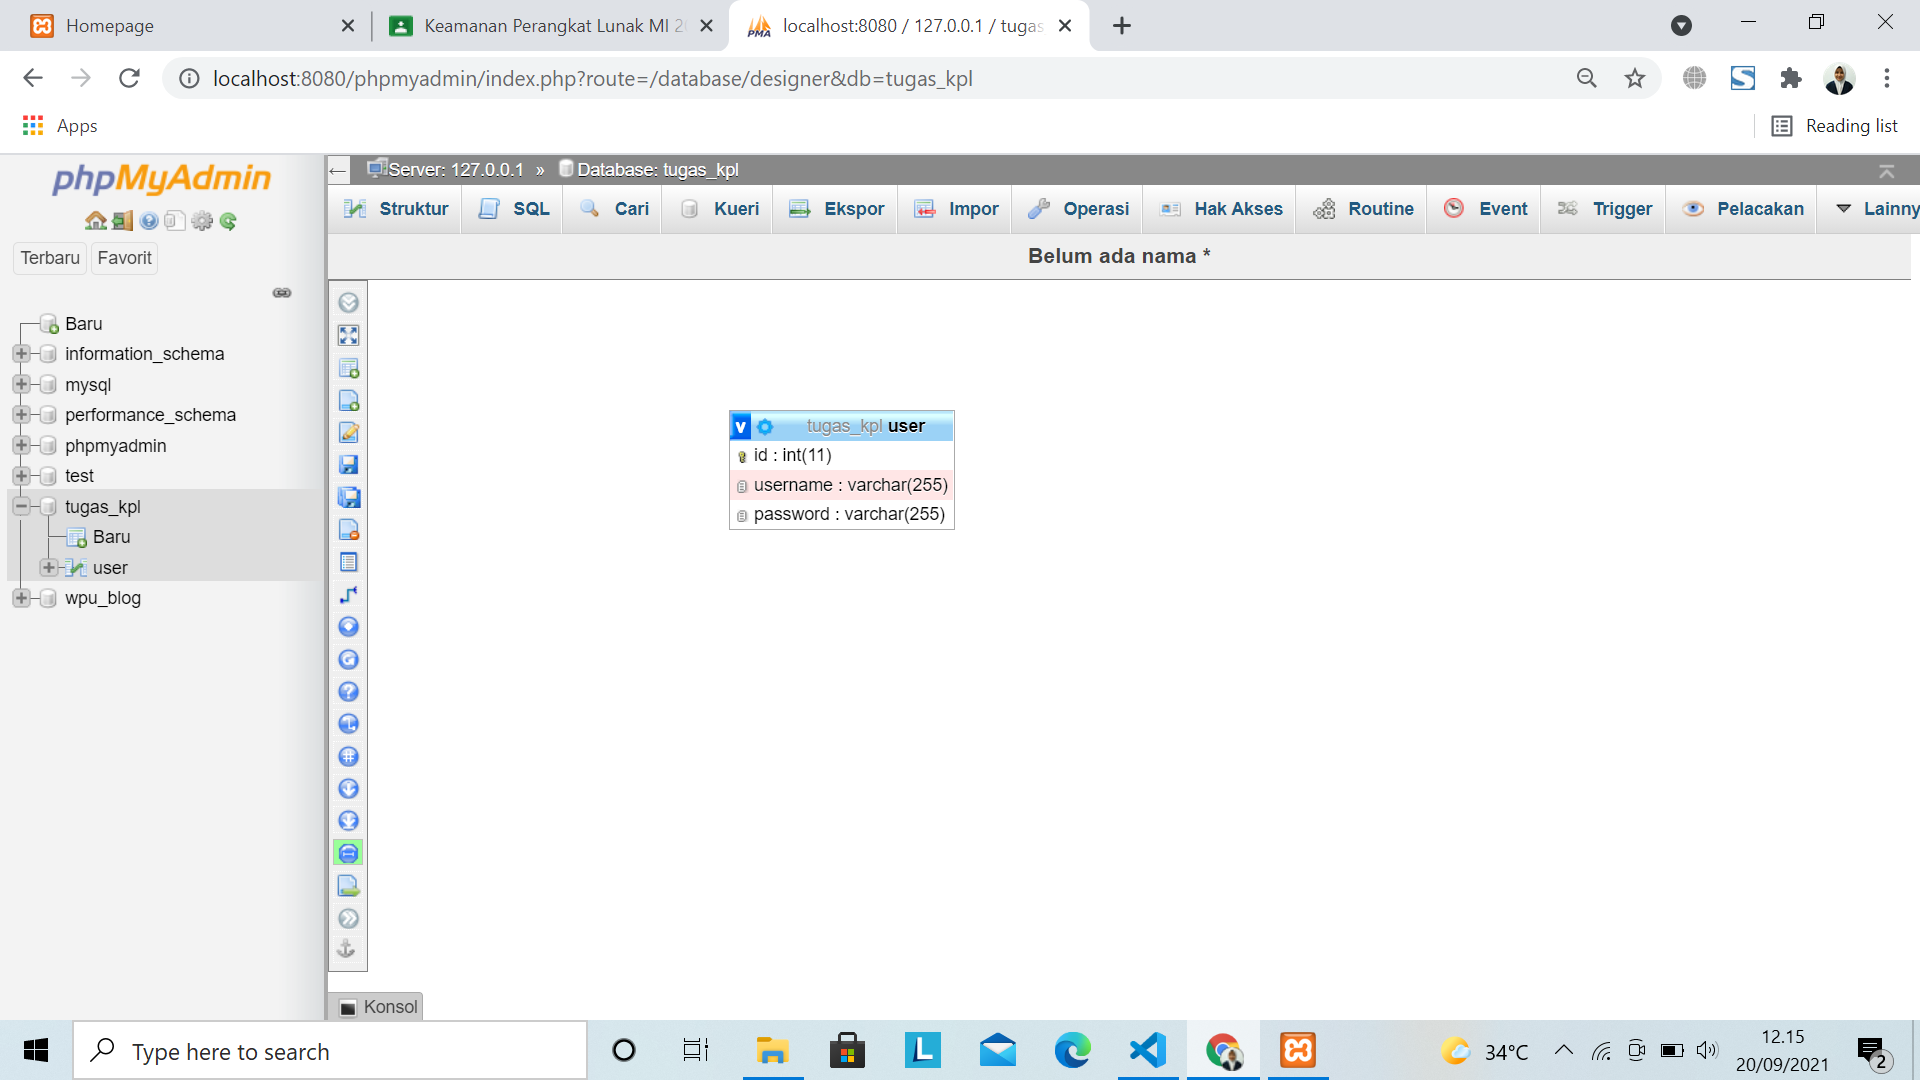 Homepage
Keamanan Perangkat Lunak MI 2
localhost:8080 / 127.0.0.1 / tugas
localhost:8080/phpmyadmin/index.php?route=/database/designer&db=tugas_kpl
Apps
Reading list
phpMyAdmin
Terbaru
Favorit
Baru
information_schema
mysql
performance_schema
phpmyadmin
test
tugas_kpl
Baru
user
wpu_blog
Server: 127.0.0.1 » Database: tugas_kpl
Struktur
SQL
Cari
Kueri
Ekspor
Impor
Operasi
Hak Akses
Routine
Event
Trigger
Pelacakan
Lainny
Belum ada nama *
v tugas_kpl user
id : int(11)
username : varchar(255)
password : varchar(255)
Konsol
Type here to search
34°C
12.15
20/09/2021
2